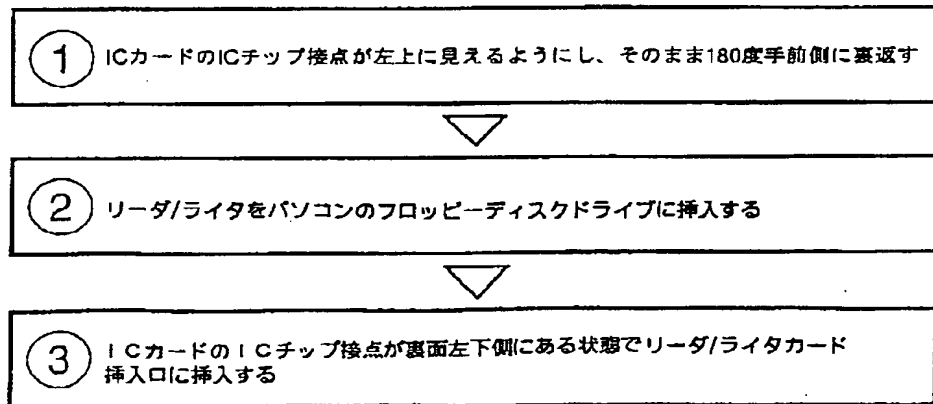 ① ICカードのICチップ接点が左上に見えるようにし、そのまま180度手前側に裏返す
② リーダ/ライタをパソコンのフロッピーディスクドライブに挿入する
③ ICカードのICチップ接点が裏面左下側にある状態でリーダ/ライタカード
挿入口に挿入する